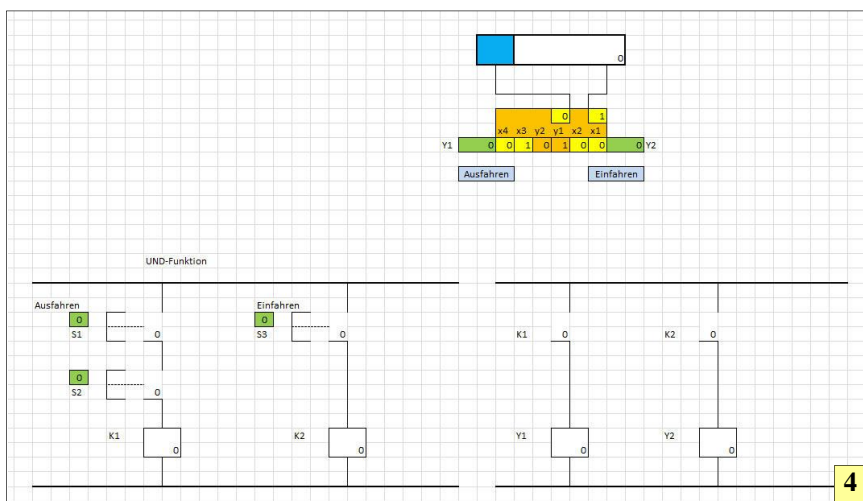 0
0 1
x4 x3 y2 y1 x2 x1
Y1 0 0 1 0 1 0 0 0 Y2
Ausfahren Einfahren
UND-Funktion
Ausfahren Einfahren
0 0
S1 0 S3 0 K1 0 K2 0
0
S2 0
K1 K2 Y1 Y2
0 0 0 0
4